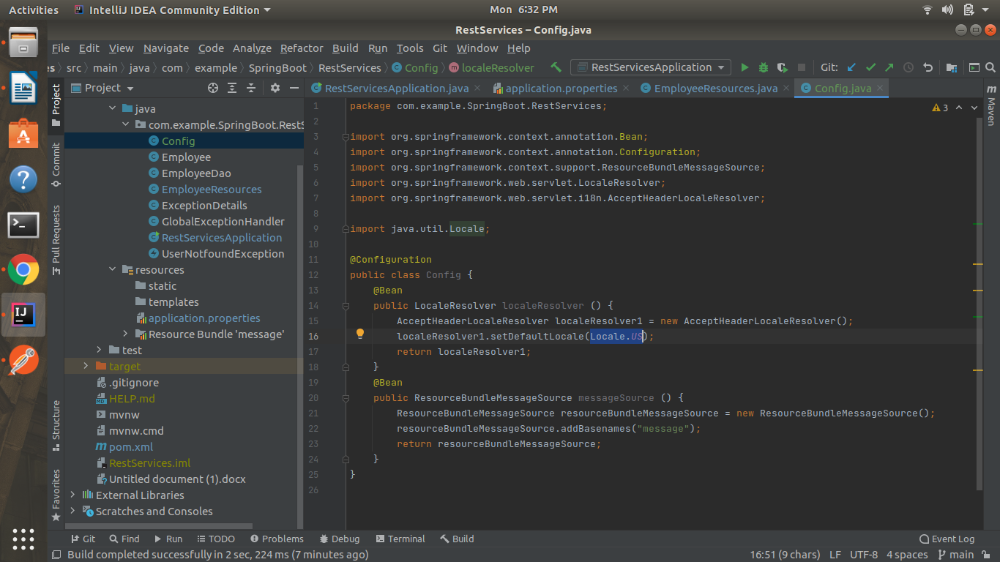 Activities IntelliJ IDEA Community Edition Mon 6:32 PM
RestServices – Config.java
File Edit View Navigate Code Analyze Refactor Build Run Tools Git Window Help
es src main java com example SpringBoot RestServices Config localeResolver RestServicesApplication Git:
Project RestServicesApplication.java application.properties EmployeeResources.java Config.java
Project
Commit
Pull Requests
Structure
Favorites
java
com.example.SpringBoot.RestS
Config
Employee
EmployeeDao
EmployeeResources
ExceptionDetails
GlobalExceptionHandler
RestServicesApplication
UserNotfoundException
resources
static
templates
application.properties
Resource Bundle 'message'
test
target
.gitignore
HELP.md
mvnw
mvnw.cmd
pom.xml
RestServices.iml
Untitled document (1).docx
External Libraries
Scratches and Consoles
1 package com.example.SpringBoot.RestServices;
2
3 import org.springframework.context.annotation.Bean;
4 import org.springframework.context.annotation.Configuration;
5 import org.springframework.context.support.ResourceBundleMessageSource;
6 import org.springframework.web.servlet.LocaleResolver;
7 import org.springframework.web.servlet.i18n.AcceptHeaderLocaleResolver;
8
9 import java.util.Locale;
10
11 @Configuration
12 public class Config {
13 @Bean
14 public LocaleResolver localeResolver () {
15 AcceptHeaderLocaleResolver localeResolver1 = new AcceptHeaderLocaleResolver();
16 localeResolver1.setDefaultLocale(Locale.US);
17 return localeResolver1;
18 }
19 @Bean
20 public ResourceBundleMessageSource messageSource () {
21 ResourceBundleMessageSource resourceBundleMessageSource = new ResourceBundleMessageSource();
22 resourceBundleMessageSource.addBasenames("message");
23 return resourceBundleMessageSource;
24 }
25 }
26
3
m
Maven
Git Find Run TODO Problems Debug Terminal Build Event Log
Build completed successfully in 2 sec, 224 ms (7 minutes ago) 16:51 (9 chars) LF UTF-8 4 spaces main